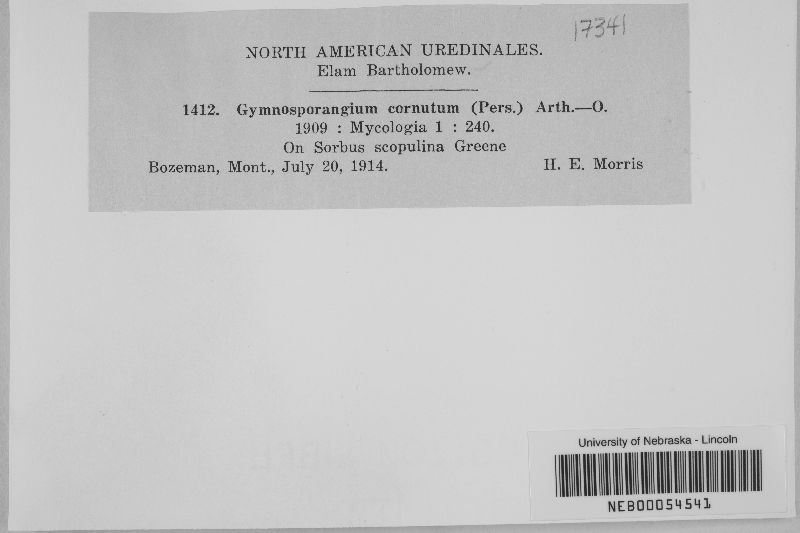 17341
NORTH AMERICAN UREDINALES.
Elam Bartholomew.
1412. Gymnosporangium cornutum (Pers.) Arth.—O.
1909 : Mycologia 1 : 240.
On Sorbus scopulina Greene
Bozeman, Mont., July 20, 1914. H. E. Morris
University of Nebraska - Lincoln
NEB00054541